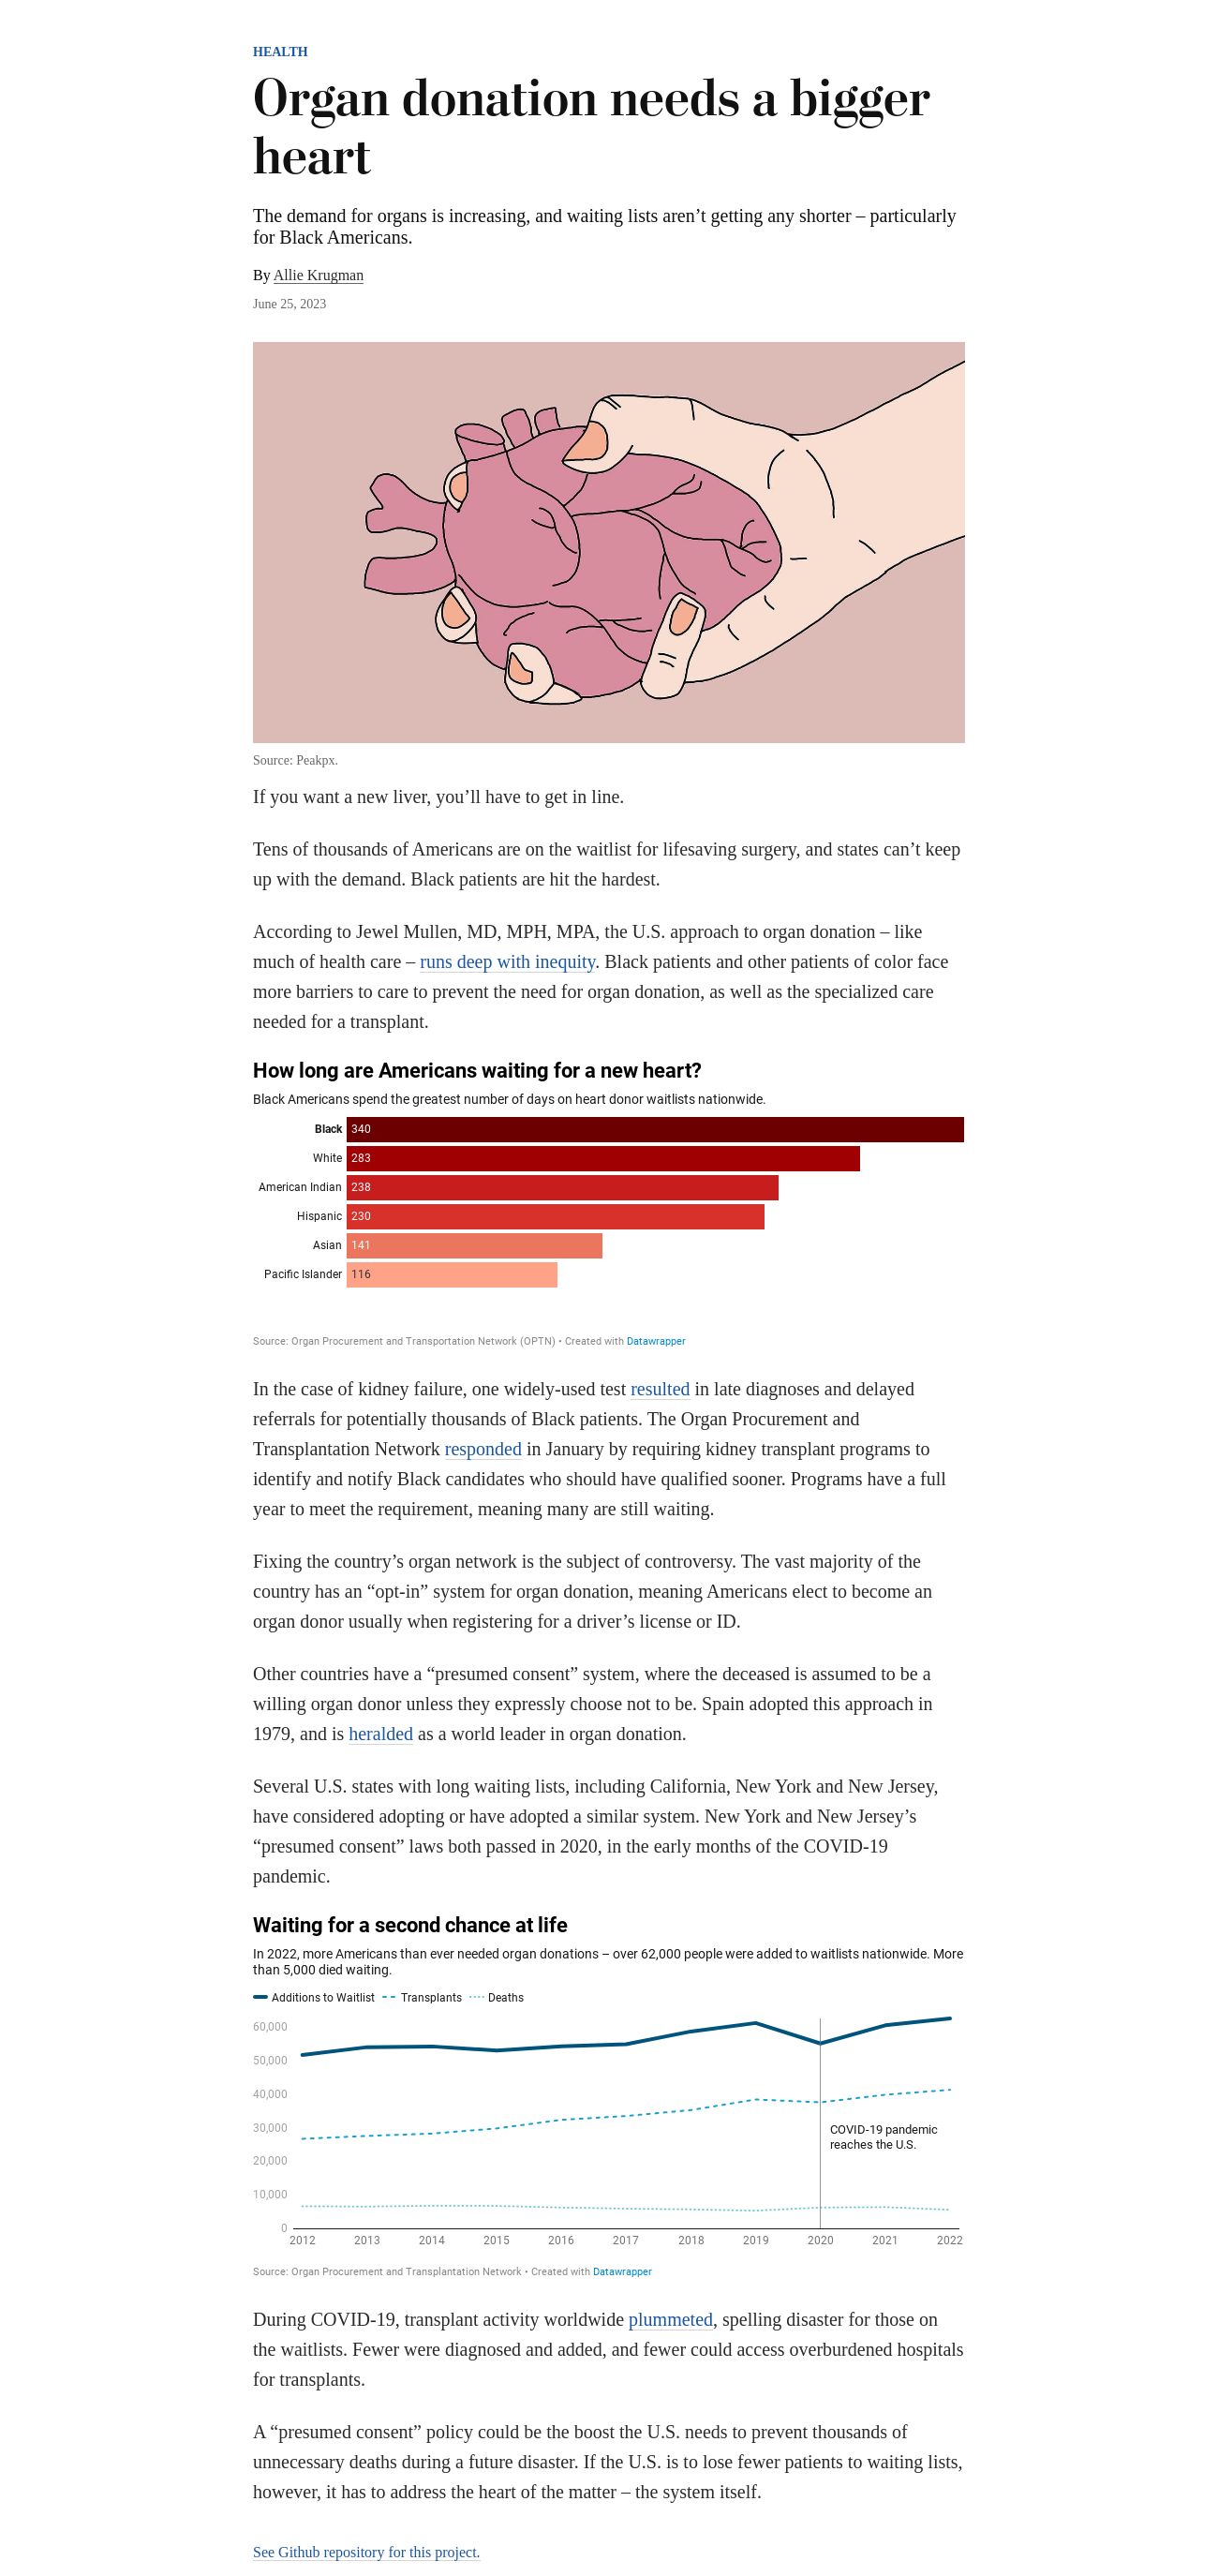 HEALTH
Organ donation needs a bigger
heart
The demand for organs is increasing, and waiting lists aren’t getting any shorter – particularly
for Black Americans.
By Allie Krugman
June 25, 2023
Source: Peakpx.
If you want a new liver, you’ll have to get in line.
Tens of thousands of Americans are on the waitlist for lifesaving surgery, and states can’t keep
up with the demand. Black patients are hit the hardest.
According to Jewel Mullen, MD, MPH, MPA, the U.S. approach to organ donation – like
much of health care – runs deep with inequity. Black patients and other patients of color face
more barriers to care to prevent the need for organ donation, as well as the specialized care
needed for a transplant.
How long are Americans waiting for a new heart?
Black Americans spend the greatest number of days on heart donor waitlists nationwide.
Black 340
White 283
American Indian 238
Hispanic 230
Asian 141
Pacific Islander 116
Source: Organ Procurement and Transportation Network (OPTN) • Created with Datawrapper
In the case of kidney failure, one widely-used test resulted in late diagnoses and delayed
referrals for potentially thousands of Black patients. The Organ Procurement and
Transplantation Network responded in January by requiring kidney transplant programs to
identify and notify Black candidates who should have qualified sooner. Programs have a full
year to meet the requirement, meaning many are still waiting.
Fixing the country’s organ network is the subject of controversy. The vast majority of the
country has an “opt-in” system for organ donation, meaning Americans elect to become an
organ donor usually when registering for a driver’s license or ID.
Other countries have a “presumed consent” system, where the deceased is assumed to be a
willing organ donor unless they expressly choose not to be. Spain adopted this approach in
1979, and is heralded as a world leader in organ donation.
Several U.S. states with long waiting lists, including California, New York and New Jersey,
have considered adopting or have adopted a similar system. New York and New Jersey’s
“presumed consent” laws both passed in 2020, in the early months of the COVID-19
pandemic.
Waiting for a second chance at life
In 2022, more Americans than ever needed organ donations – over 62,000 people were added to waitlists nationwide. More
than 5,000 died waiting.
Additions to Waitlist Transplants Deaths
60,000
50,000
40,000
30,000
COVID-19 pandemic
reaches the U.S.
20,000
10,000
0
2012 2013 2014 2015 2016 2017 2018 2019 2020 2021 2022
Source: Organ Procurement and Transplantation Network • Created with Datawrapper
During COVID-19, transplant activity worldwide plummeted, spelling disaster for those on
the waitlists. Fewer were diagnosed and added, and fewer could access overburdened hospitals
for transplants.
A “presumed consent” policy could be the boost the U.S. needs to prevent thousands of
unnecessary deaths during a future disaster. If the U.S. is to lose fewer patients to waiting lists,
however, it has to address the heart of the matter – the system itself.
See Github repository for this project.